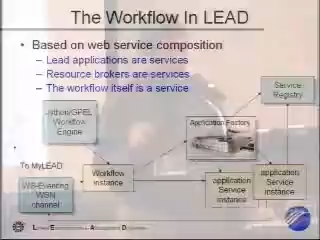 The Workflow In LEAD
• Based on web service composition
– Lead applications are services
– Resource brokers are services
– The workflow itself is a service
Service
Registry
Jython/GPEL
Workflow
Engine
Application Factory
To MyLEAD
Workflow
instance
WS-Eventing
WSN
channel
application
Service
instance
application
Service
instance